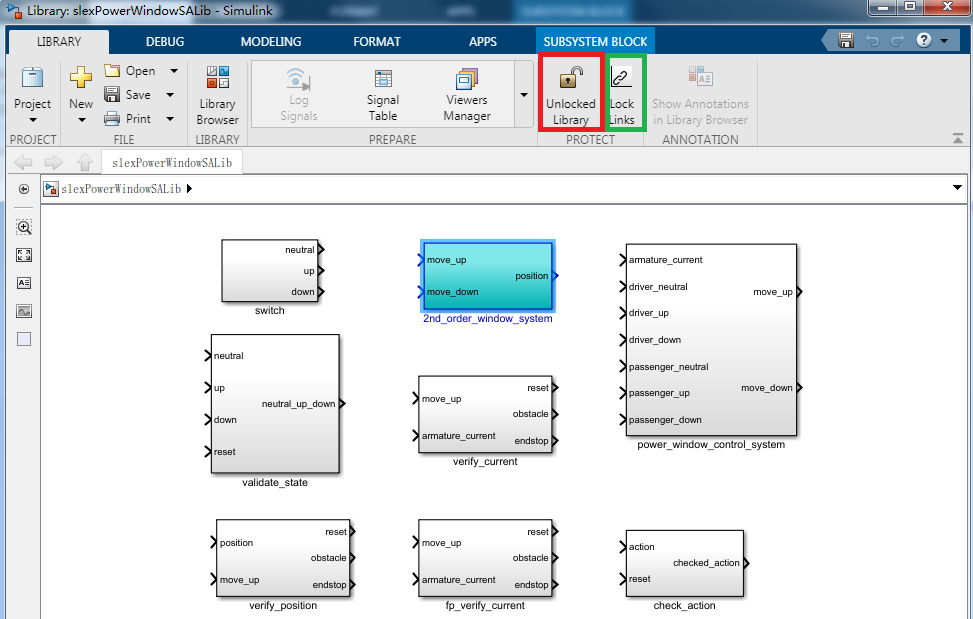 Library: slexPowerWindowSALib - Simulink
LIBRARY DEBUG MODELING FORMAT APPS SUBSYSTEM BLOCK
Project
New
Open
Save
Print
Library
Browser
Log
Signals
Signal
Table
Viewers
Manager
Unlocked
Library
Lock
Links
Show Annotations
in Library Browser
PROJECT FILE LIBRARY PREPARE PROTECT ANNOTATION
slexPowerWindowSALib
slexPowerWindowSALib
neutral
up
down
switch
move_up
move_down
position
2nd_order_window_system
armature_current
driver_neutral
driver_up
driver_down
passenger_neutral
passenger_up
passenger_down
move_up
move_down
power_window_control_system
neutral
up
down
reset
neutral_up_down
validate_state
move_up
armature_current
reset
obstacle
endstop
verify_current
position
move_up
reset
obstacle
endstop
verify_position
move_up
armature_current
reset
obstacle
endstop
fp_verify_current
action
reset
checked_action
check_action